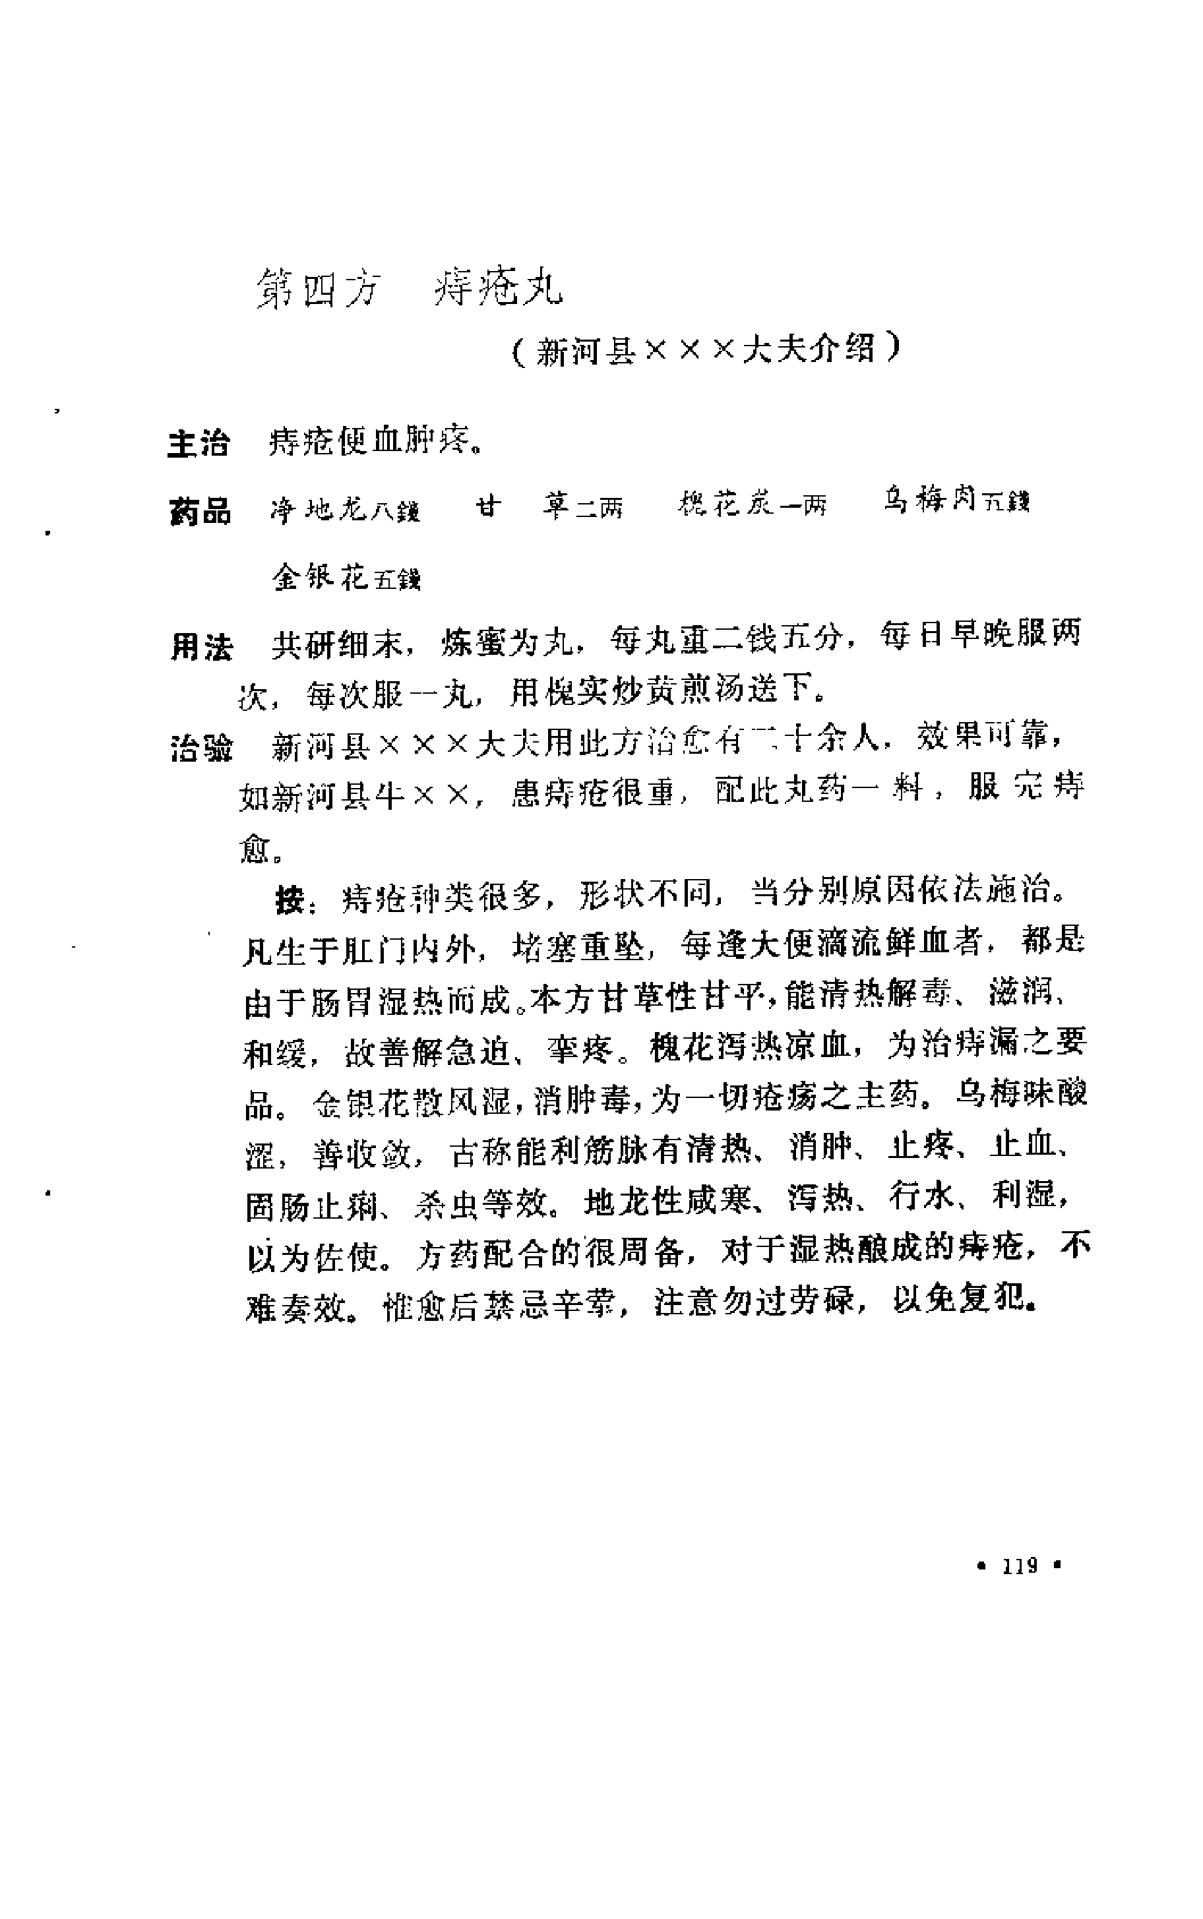 第四方　痔疮丸
（新河县×××大夫介绍）
主治　痔疮便血肿疼。
药品　净地龙八錢　甘　草二两　槐花炭一两　乌梅肉五錢
金银花五錢
用法　共研细末，炼蜜为丸，每丸重二钱五分，每日早晚服两
次，每次服一丸，用槐实炒黄煎汤送下。
治验　新河县×××大夫用此方治愈有二十余人，效果可靠，
如新河县牛××，患痔疮很重，配此丸药一料，服完痔
愈。
按：痔疮种类很多，形状不同，当分别原因依法施治。
凡生于肛门内外，堵塞重坠，每逢大便滴流鲜血者，都是
由于肠胃湿热而成。本方甘草性甘平，能清热解毒、滋润、
和缓，故善解急迫、挛疼。槐花泻热凉血，为治痔漏之要
品。金银花散风湿，消肿毒，为一切疮疡之主药。乌梅味酸
涩，善收敛，古称能利筋脉有清热、消肿、止疼、止血、
固肠止痢、杀虫等效。地龙性咸寒、泻热、行水、利湿，
以为佐使。方药配合的很周备，对于湿热酿成的痔疮，不
难奏效。惟愈后禁忌辛荤，注意勿过劳碌，以免复犯。
• 119 •